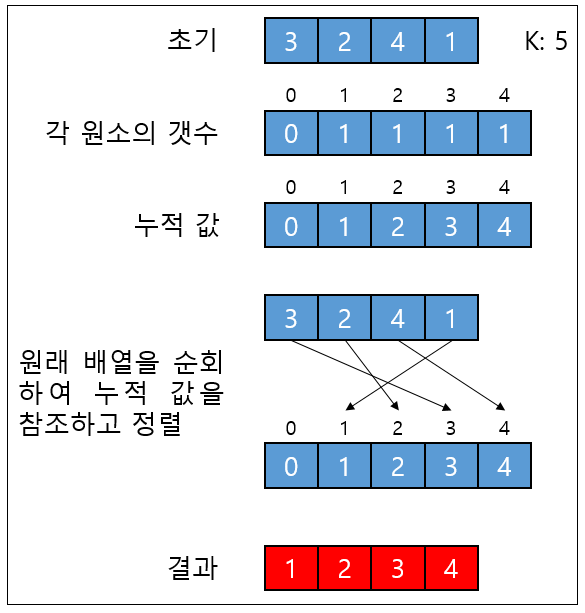 초기 3 2 4 1 K: 5
0 1 2 3 4
각 원소의 갯수 0 1 1 1 1
0 1 2 3 4
누적 값 0 1 2 3 4
3 2 4 1
원래 배열을 순회
하여 누적 값을
참조하고 정렬
0 1 2 3 4
0 1 2 3 4
결과 1 2 3 4